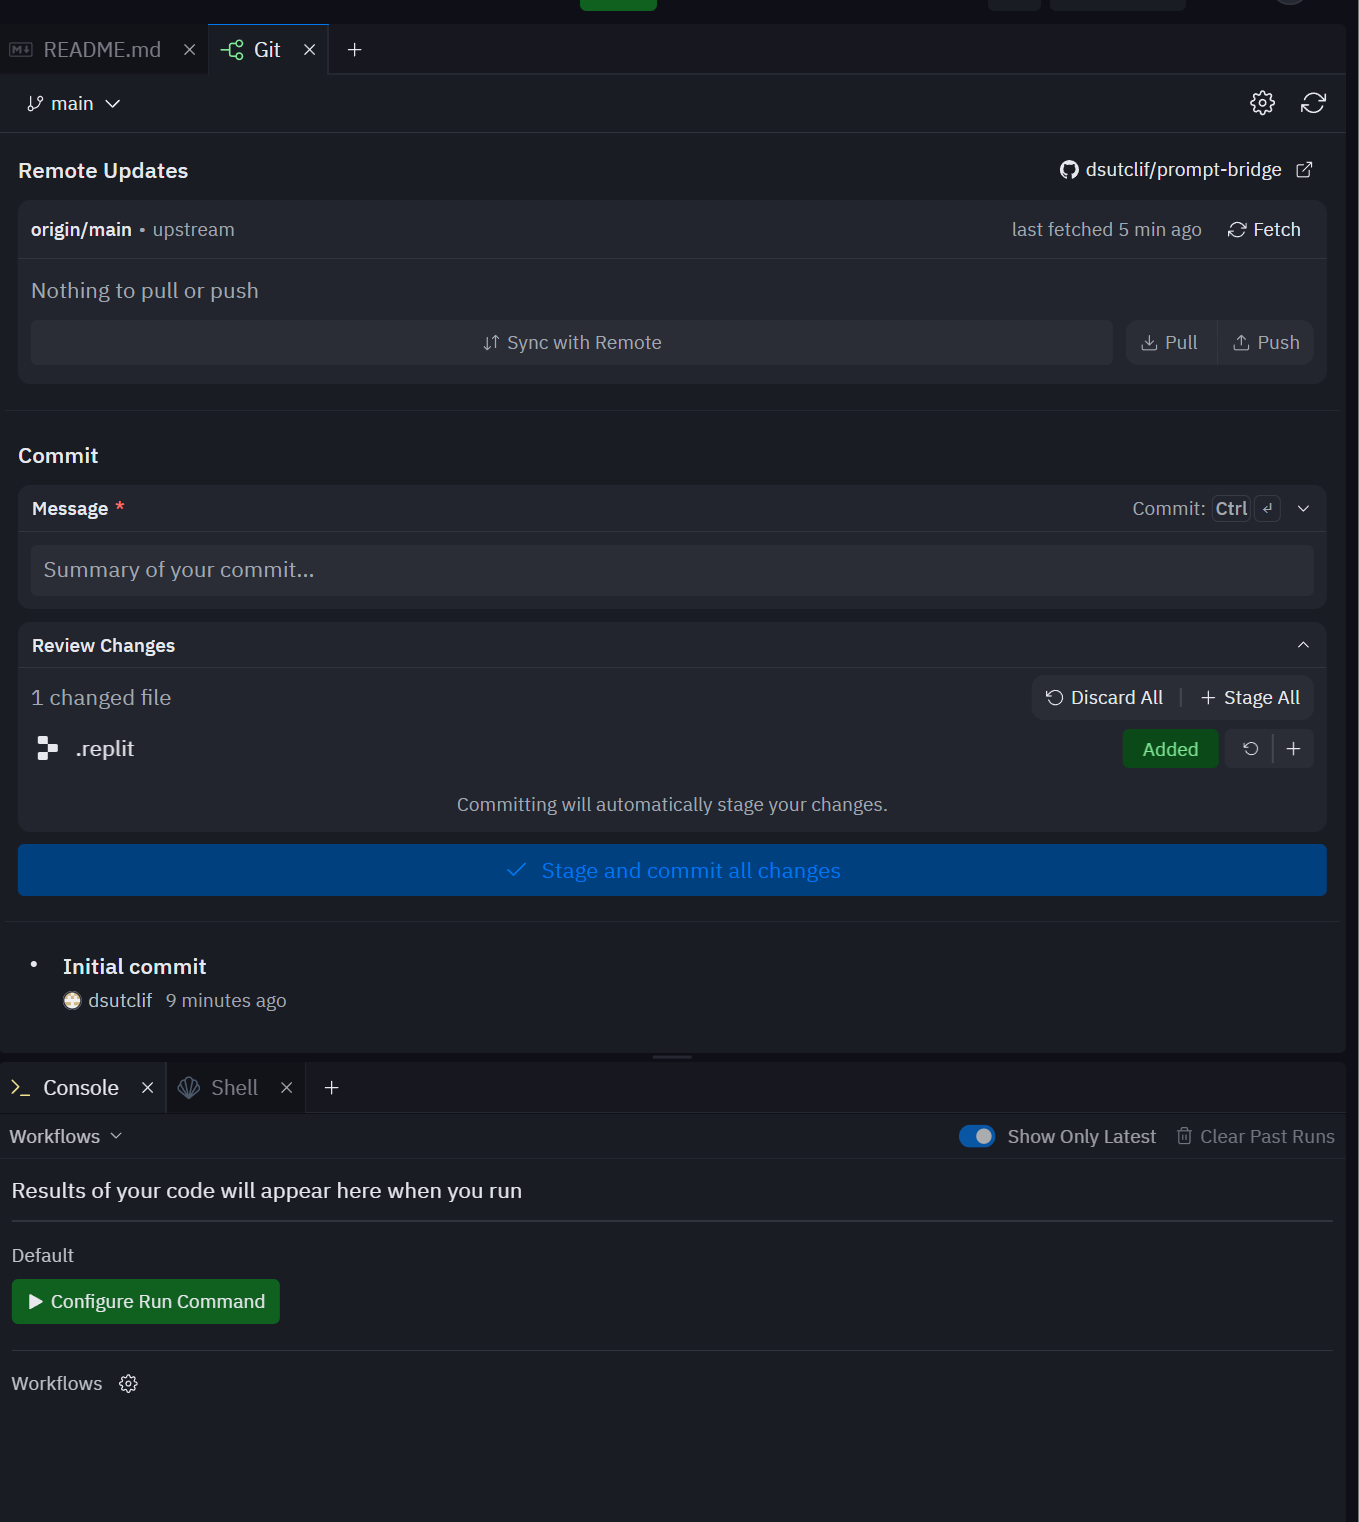 README.md
Git
main
Remote Updates
dsutclif/prompt-bridge
origin/main • upstream
last fetched 5 min ago
Fetch
Nothing to pull or push
Sync with Remote
Pull
Push
Commit
Message *
Commit: Ctrl ↵
Summary of your commit...
Review Changes
1 changed file
Discard All
Stage All
.replit
Added
Committing will automatically stage your changes.
Stage and commit all changes
Initial commit
dsutclif 9 minutes ago
Console
Shell
Workflows
Show Only Latest
Clear Past Runs
Results of your code will appear here when you run
Default
Configure Run Command
Workflows